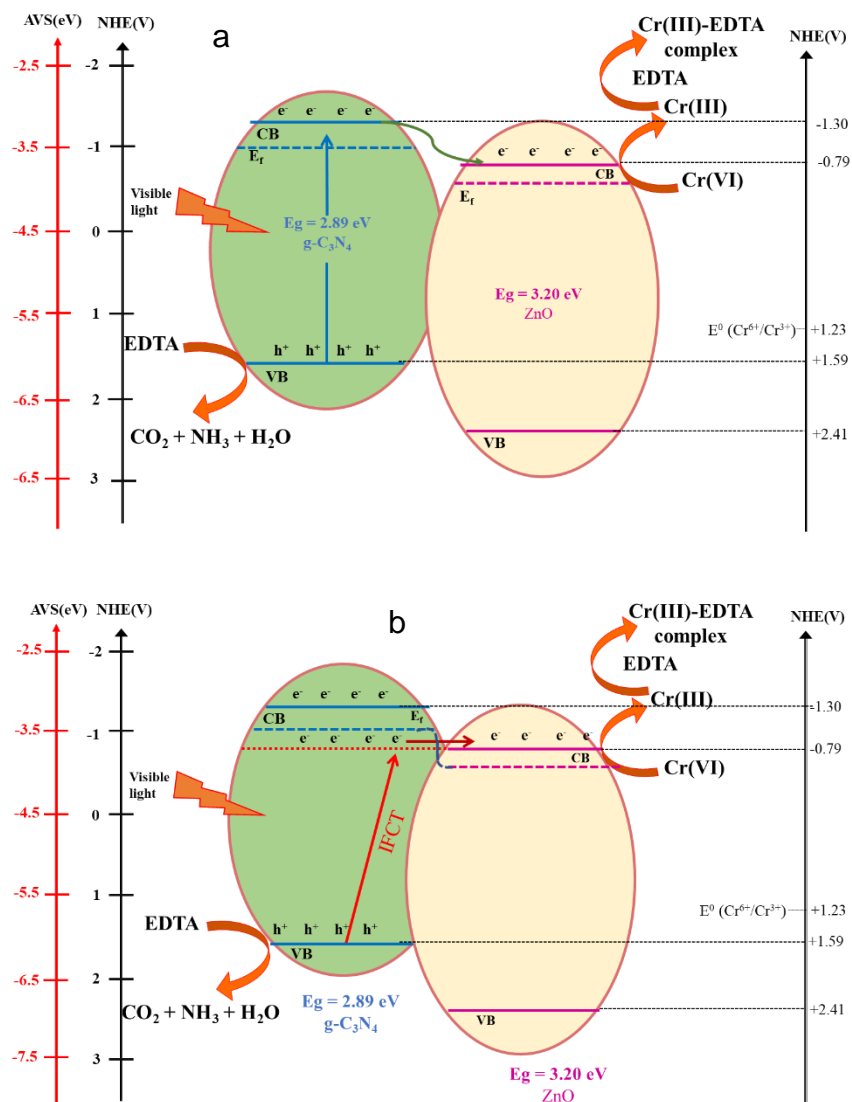 AVS(eV) NHE(V)
a
Cr(III)-EDTA
complex
NHE(V)
EDTA
Cr(III)
-2.5
-2
e⁻ e⁻ e⁻ e⁻
CB
-1.30
-3.5
-1
E_f
e⁻ e⁻ e⁻ e⁻
CB
-0.79
Cr(VI)
E_f
Visible
light
-4.5
0
Eg = 2.89 eV
g-C₃N₄
Eg = 3.20 eV
ZnO
-5.5
1
E⁰ (Cr⁶⁺/Cr³⁺)
+1.23
EDTA
h⁺ h⁺ h⁺ h⁺
VB
+1.59
-6.5
2
CO₂ + NH₃ + H₂O
VB
+2.41
-6.5
3
AVS(eV) NHE(V)
b
Cr(III)-EDTA
complex
NHE(V)
EDTA
Cr(III)
-2.5
-2
e⁻ e⁻ e⁻ e⁻
CB
E_f
-1.30
-3.5
-1
e⁻ e⁻ e⁻ e⁻
e⁻ e⁻ e⁻ e⁻
CB
-0.79
Cr(VI)
Visible
light
-4.5
0
IFCT
-5.5
1
E⁰ (Cr⁶⁺/Cr³⁺)
+1.23
EDTA
h⁺ h⁺ h⁺ h⁺
VB
+1.59
-6.5
2
CO₂ + NH₃ + H₂O
Eg = 2.89 eV
g-C₃N₄
VB
+2.41
-7.5
3
Eg = 3.20 eV
ZnO